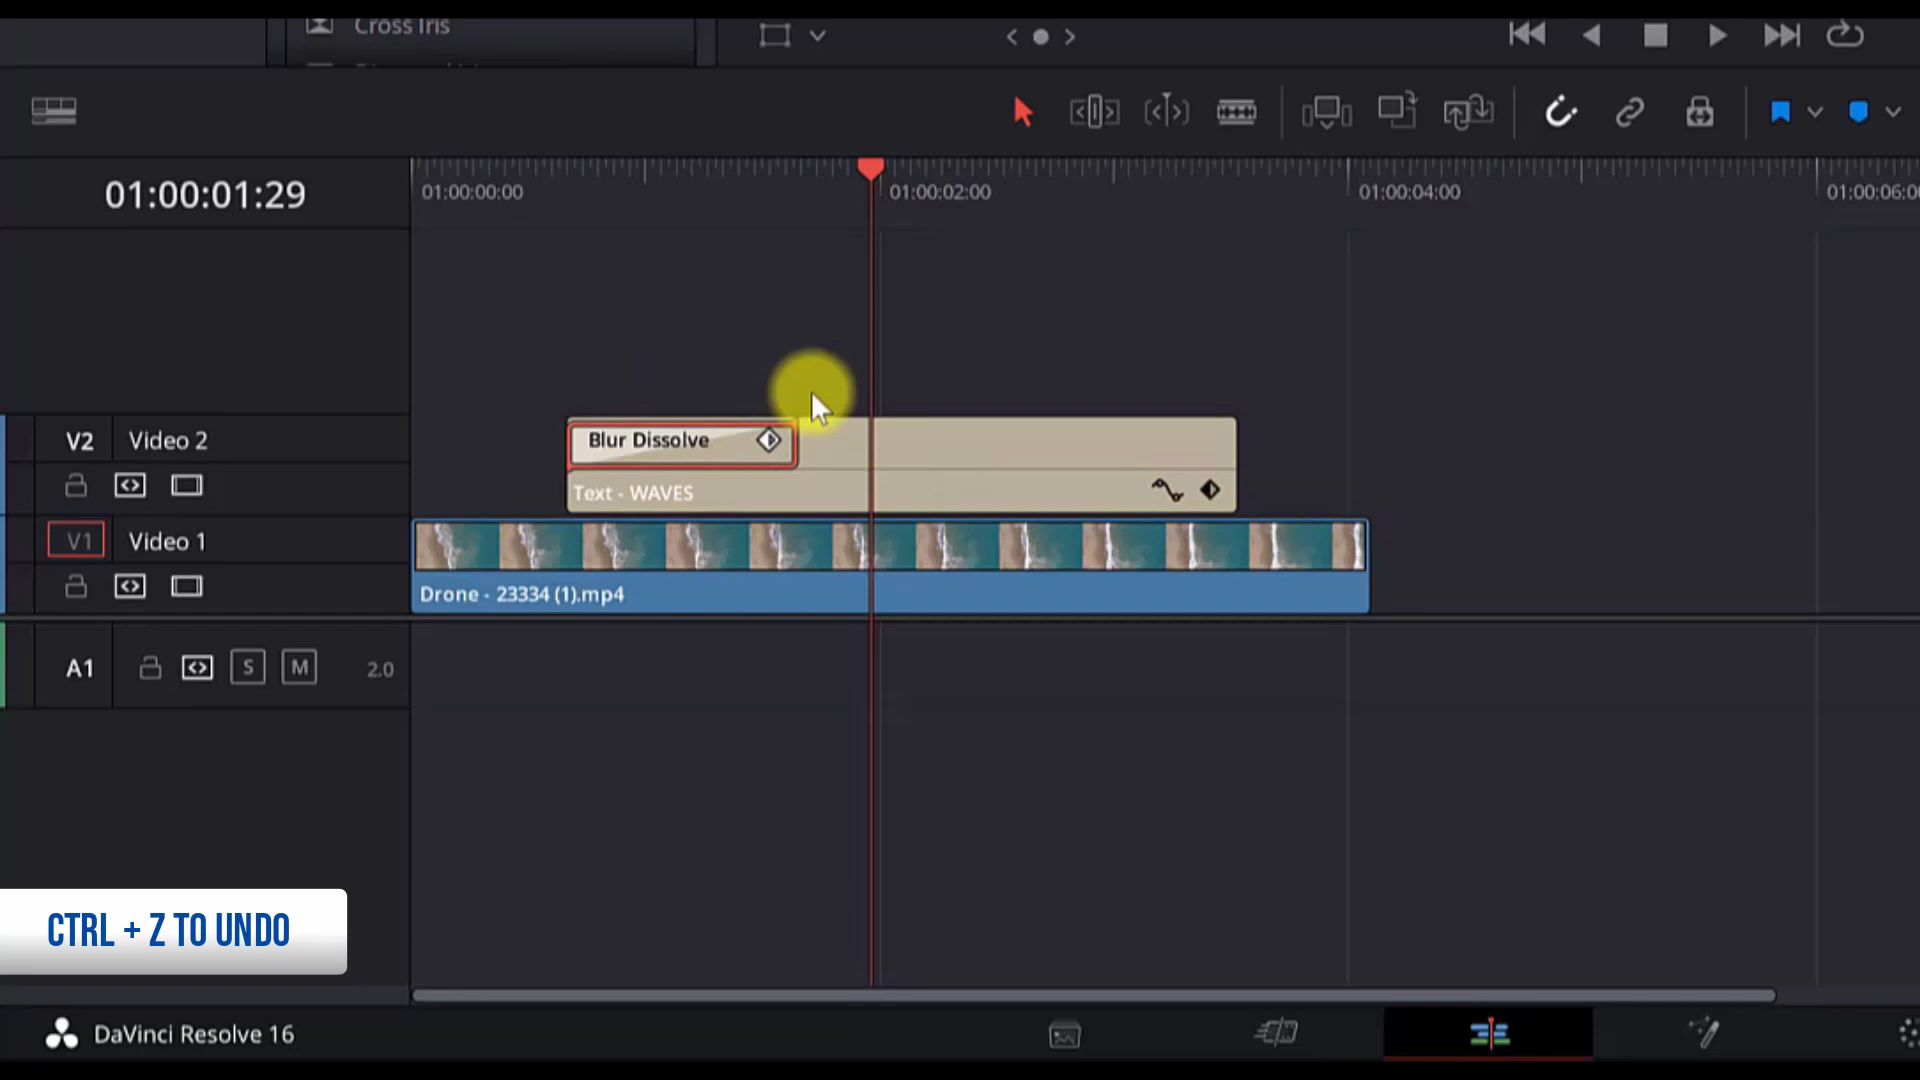 Cross Iris
01:00:01:29
01:00:00:00
01:00:02:00
01:00:04:00
01:00:06:00
V2 Video 2
Blur Dissolve
Text - WAVES
V1 Video 1
Drone - 23334 (1).mp4
A1 S M 2.0
CTRL + Z TO UNDO
DaVinci Resolve 16